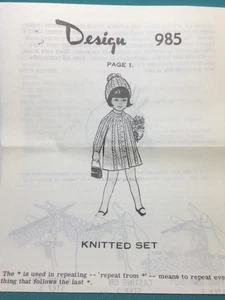 Design 985
PAGE 1.
KNITTED SET
The * is used in repeating -- 'repeat from *' -- means to repeat eve
thing that follows the last *.